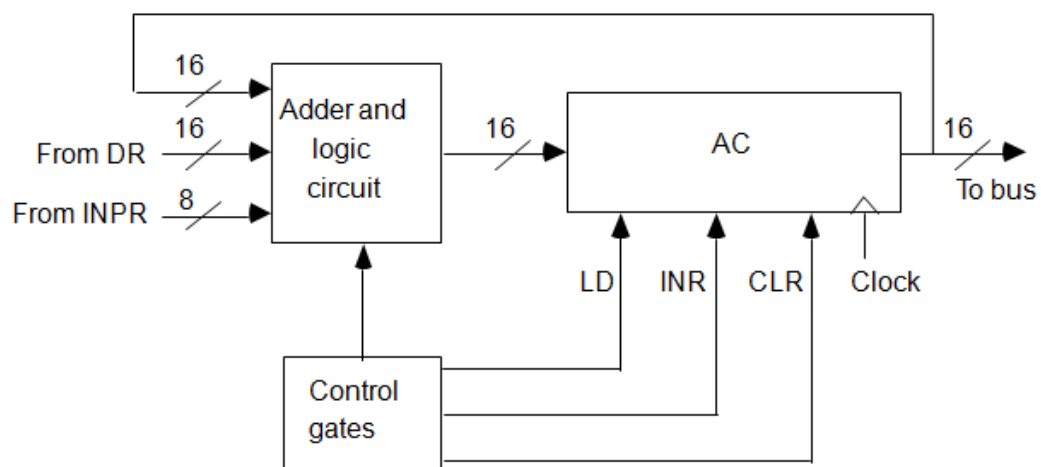 16
Adder and
logic
circuit
From DR
16
From INPR
8
16
AC
16
To bus
LD
INR
CLR
Clock
Control
gates